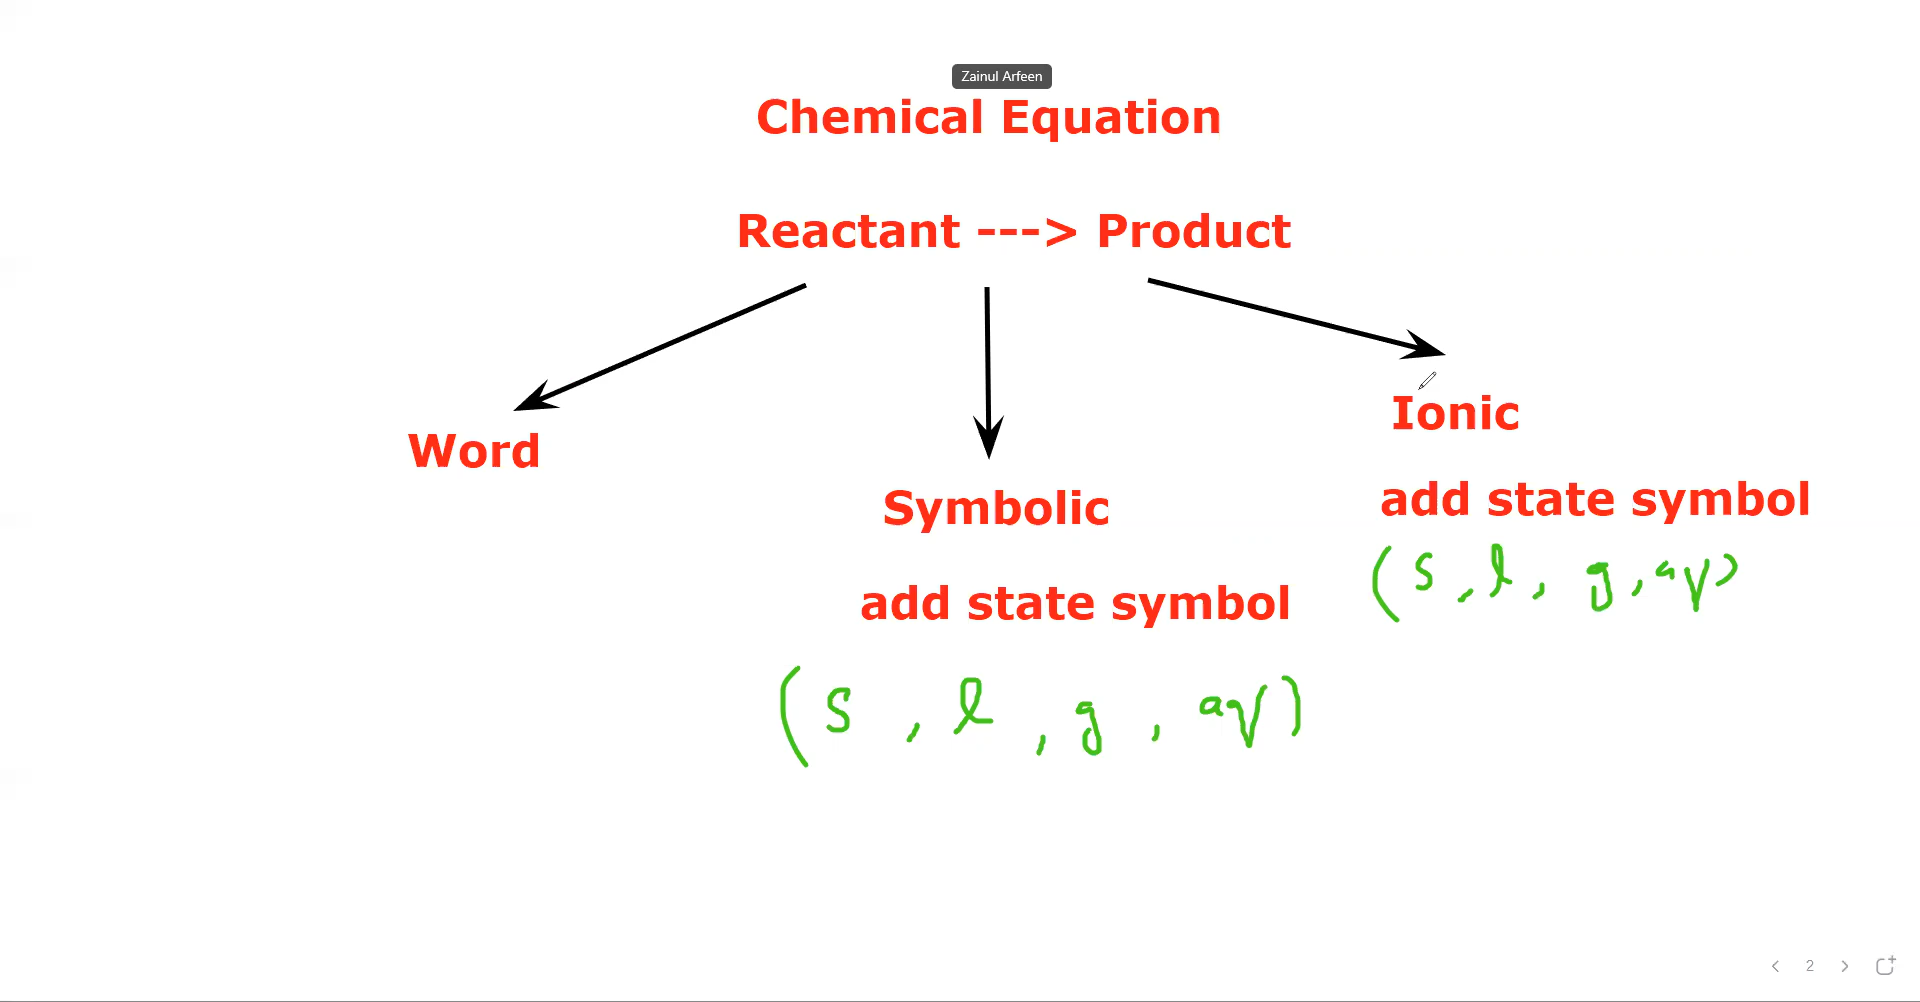 Zainul Arfeen
Chemical Equation
Reactant ---> Product
Word
Symbolic
add state symbol
(s, l, g, aq)
Ionic
add state symbol
(s, l, g, aq)
2